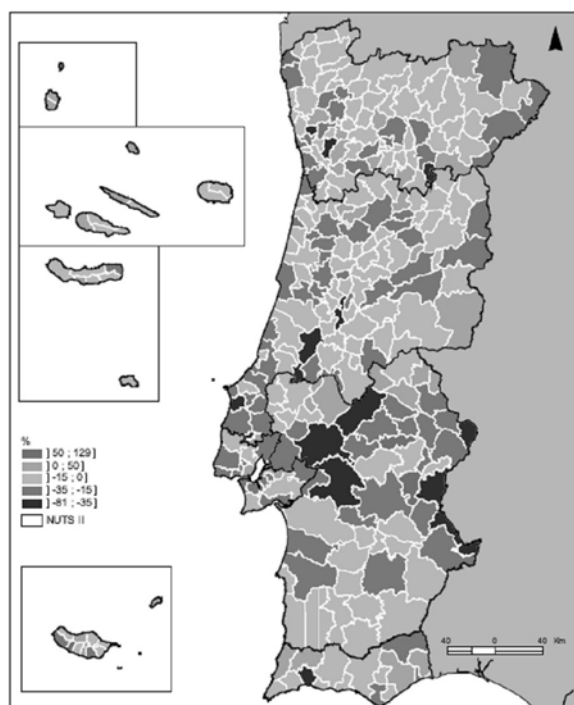 %
] 50 ; 129]
] 0 ; 50]
] -15 ; 0]
] -35 ; -15]
] -81 ; -35]
NUTS II
40 0 40 Km